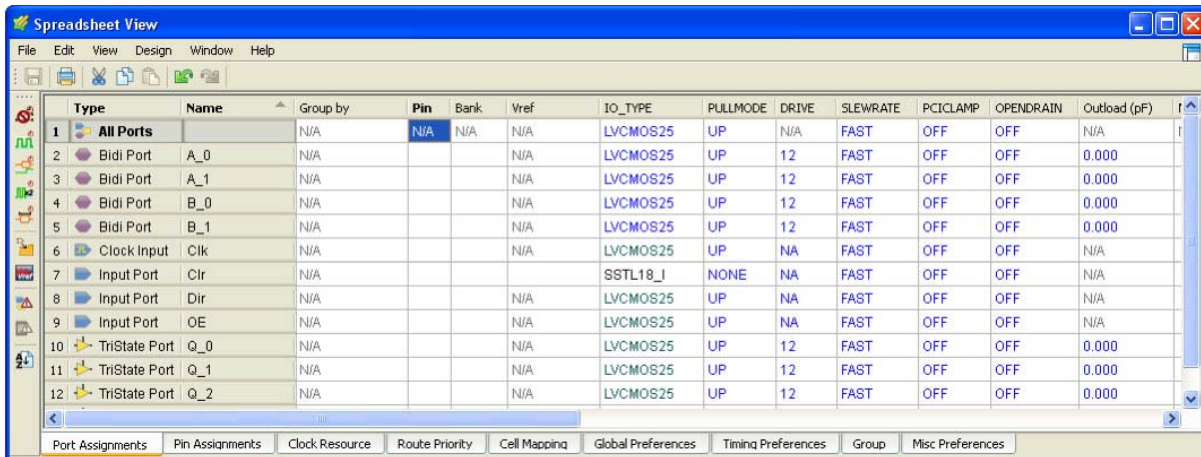 Spreadsheet View
File Edit View Design Window Help
Type Name Group by Pin Bank Vref IO_TYPE PULLMODE DRIVE SLEWRATE PCICLAMP OPENDRAIN Outload (pF)
1 All Ports N/A N/A N/A N/A LVCMOS25 UP N/A FAST OFF OFF N/A
2 Bidi Port A_0 N/A N/A LVCMOS25 UP 12 FAST OFF OFF 0.000
3 Bidi Port A_1 N/A N/A LVCMOS25 UP 12 FAST OFF OFF 0.000
4 Bidi Port B_0 N/A N/A LVCMOS25 UP 12 FAST OFF OFF 0.000
5 Bidi Port B_1 N/A N/A LVCMOS25 UP 12 FAST OFF OFF 0.000
6 Clock Input Clk N/A N/A LVCMOS25 UP NA FAST OFF OFF N/A
7 Input Port Clr N/A SSTL18_I NONE NA FAST OFF OFF N/A
8 Input Port Dir N/A N/A LVCMOS25 UP NA FAST OFF OFF N/A
9 Input Port OE N/A N/A LVCMOS25 UP NA FAST OFF OFF N/A
10 TriState Port Q_0 N/A N/A LVCMOS25 UP 12 FAST OFF OFF 0.000
11 TriState Port Q_1 N/A N/A LVCMOS25 UP 12 FAST OFF OFF 0.000
12 TriState Port Q_2 N/A N/A LVCMOS25 UP 12 FAST OFF OFF 0.000
Port Assignments Pin Assignments Clock Resource Route Priority Cell Mapping Global Preferences Timing Preferences Group Misc Preferences